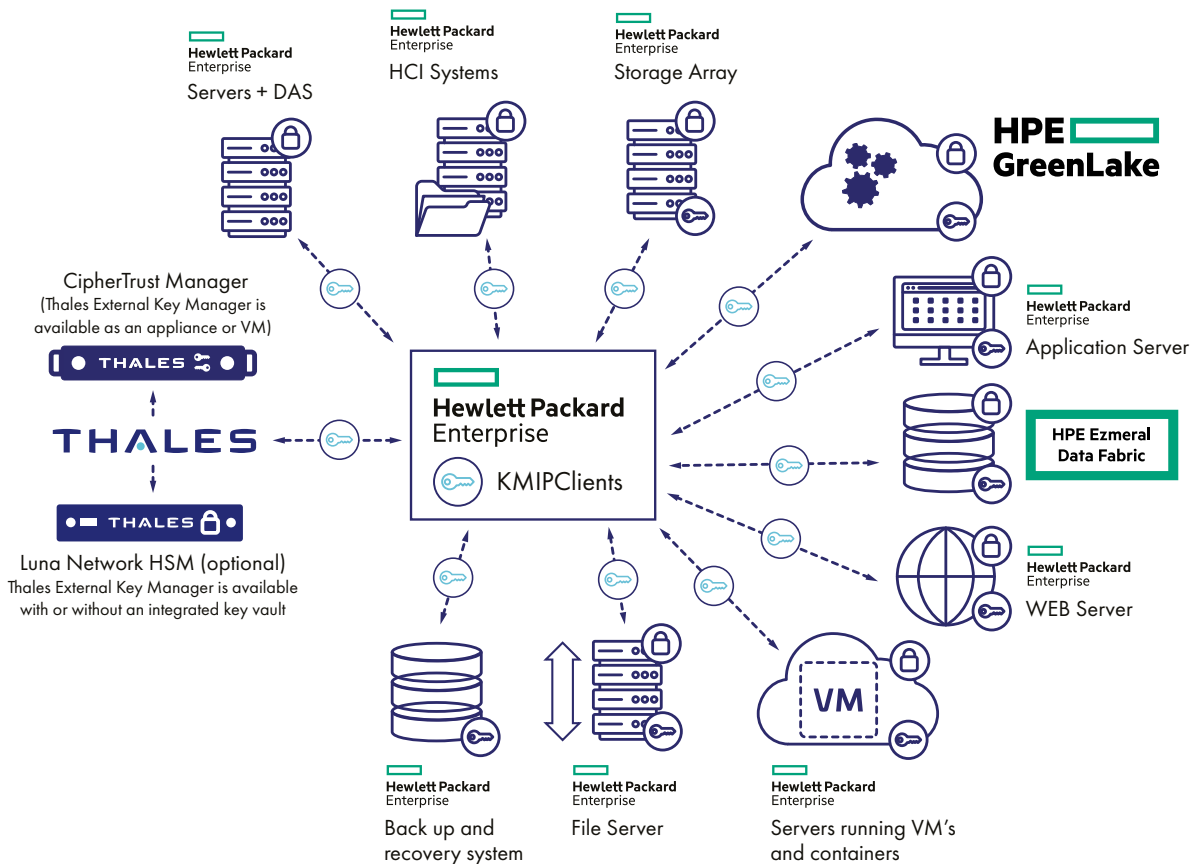 Hewlett Packard
Enterprise
Servers + DAS
Hewlett Packard
Enterprise
HCI Systems
Hewlett Packard
Enterprise
Storage Array
HPE
GreenLake
CipherTrust Manager
(Thales External Key Manager is
available as an appliance or VM)
THALES
THALES
THALES
Luna Network HSM (optional)
Thales External Key Manager is available
with or without an integrated key vault
Hewlett Packard
Enterprise
KMIPClients
Hewlett Packard
Enterprise
Application Server
HPE Ezmeral
Data Fabric
Hewlett Packard
Enterprise
WEB Server
Hewlett Packard
Enterprise
Back up and
recovery system
Hewlett Packard
Enterprise
File Server
VM
Hewlett Packard
Enterprise
Servers running VM's
and containers